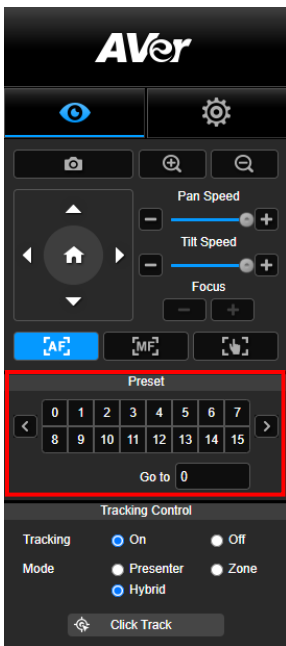 AVer
Pan Speed
Tilt Speed
Focus
AF
MF
Preset
0 1 2 3 4 5 6 7
8 9 10 11 12 13 14 15
Go to 0
Tracking Control
Tracking On Off
Mode Presenter Zone
Hybrid
Click Track